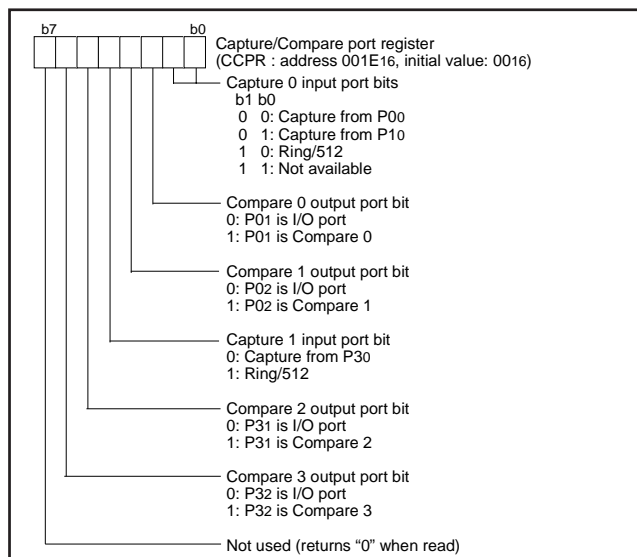 b7 b0
Capture/Compare port register
(CCPR : address 001E16, initial value: 0016)
Capture 0 input port bits
b1 b0
0 0: Capture from P00
0 1: Capture from P10
1 0: Ring/512
1 1: Not available
Compare 0 output port bit
0: P01 is I/O port
1: P01 is Compare 0
Compare 1 output port bit
0: P02 is I/O port
1: P02 is Compare 1
Capture 1 input port bit
0: Capture from P30
1: Ring/512
Compare 2 output port bit
0: P31 is I/O port
1: P31 is Compare 2
Compare 3 output port bit
0: P32 is I/O port
1: P32 is Compare 3
Not used (returns “0” when read)